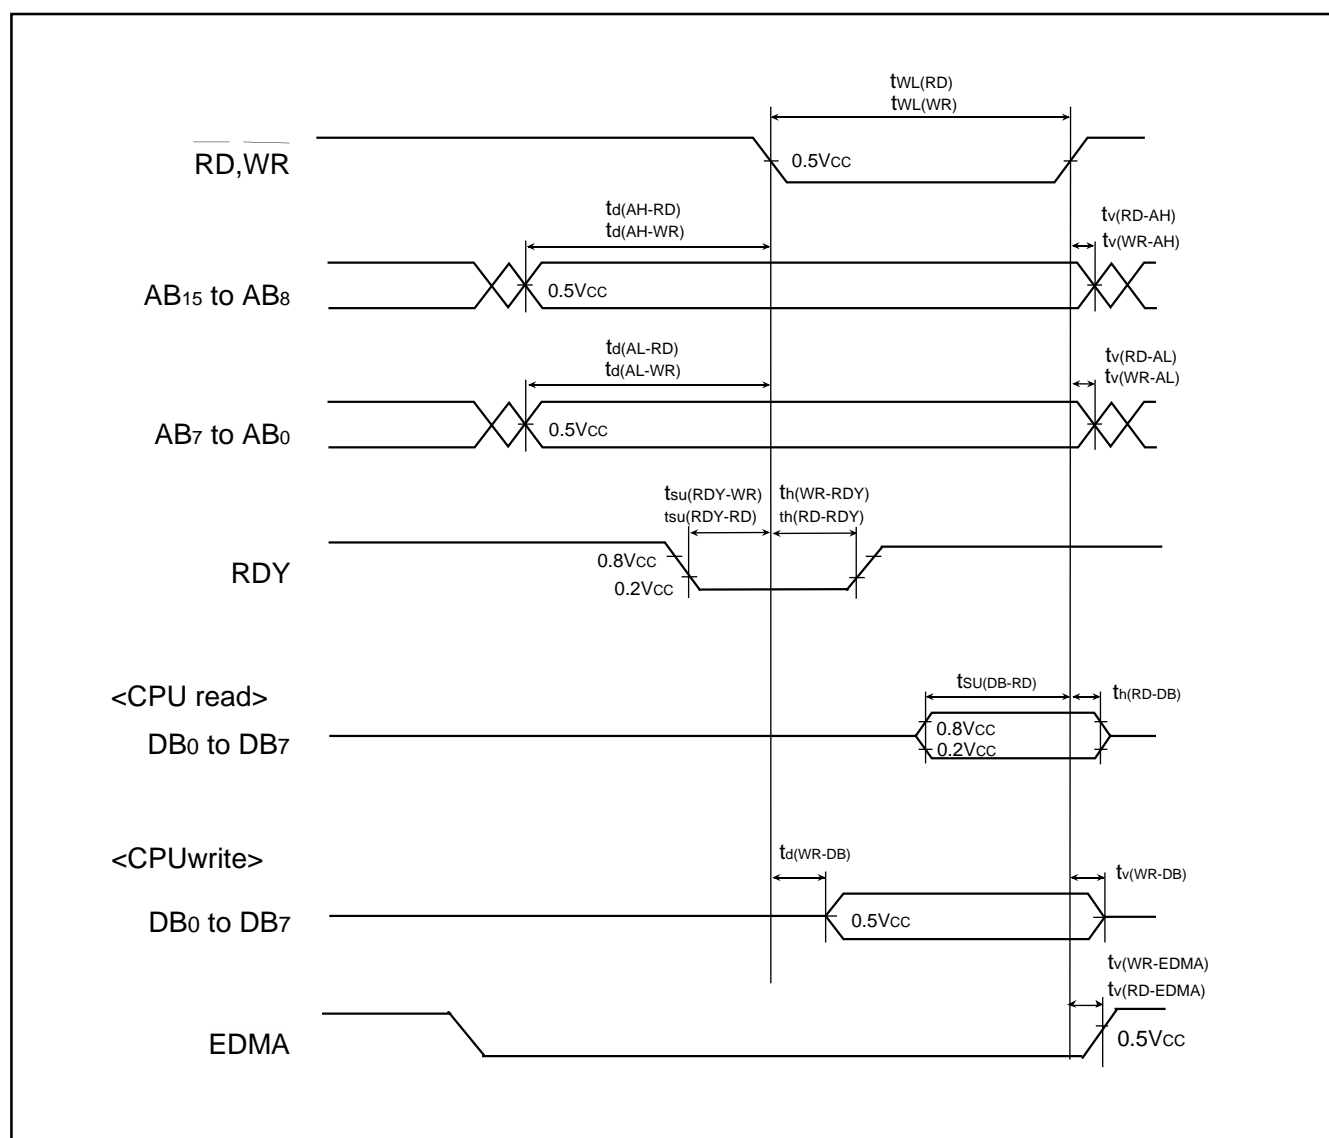 tWL(RD)
tWL(WR)
RD,WR
0.5VCC
td(AH-RD)
td(AH-WR)
tv(RD-AH)
tv(WR-AH)
AB15 to AB8
0.5VCC
td(AL-RD)
td(AL-WR)
tv(RD-AL)
tv(WR-AL)
AB7 to AB0
0.5VCC
tsu(RDY-WR)
th(WR-RDY)
tsu(RDY-RD)
th(RD-RDY)
RDY
0.8VCC
0.2VCC
<CPU read>
tSU(DB-RD)
th(RD-DB)
DB0 to DB7
0.8VCC
0.2VCC
<CPUwrite>
td(WR-DB)
tv(WR-DB)
DB0 to DB7
0.5VCC
tv(WR-EDMA)
tv(RD-EDMA)
EDMA
0.5VCC